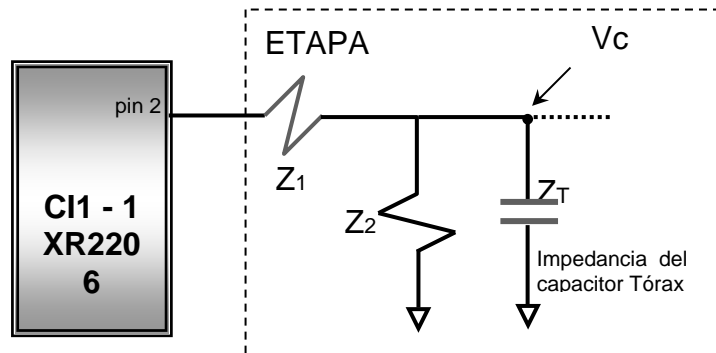 ETAPA
Vc
pin 2
Z1
CI1 - 1
XR220
6
Z2
ZT
Impedancia del
capacitor Tórax